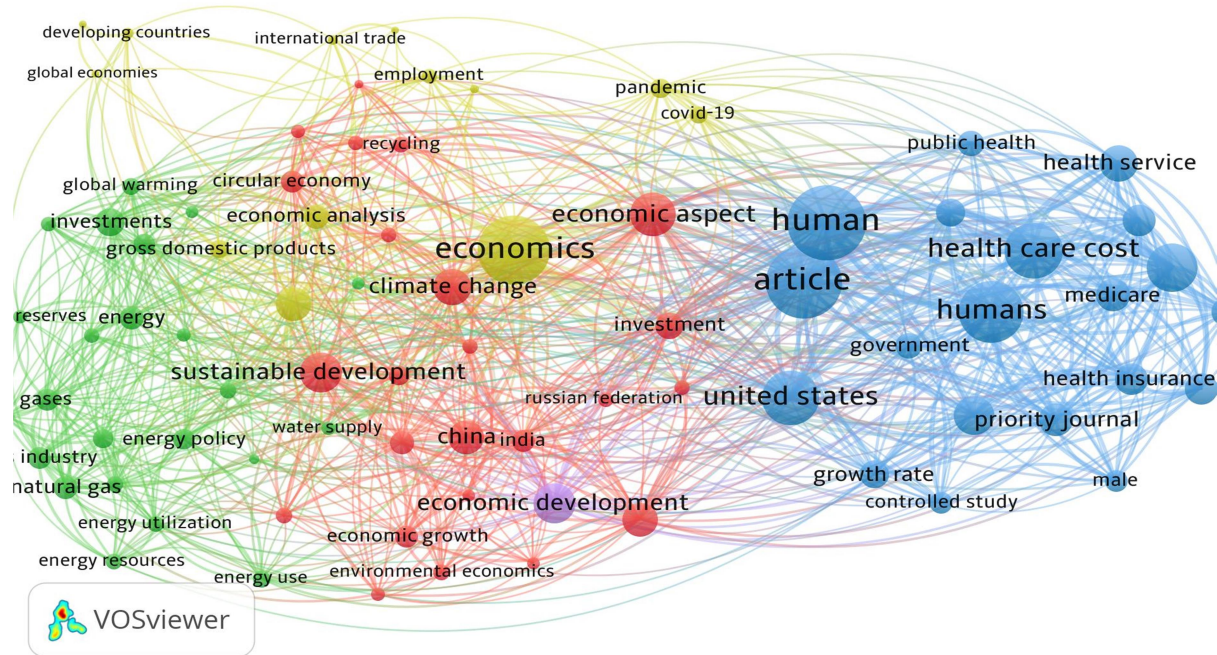 developing countries
international trade
global economies
employment
pandemic
covid-19
recycling
public health
health service
global warming
circular economy
investments
economic analysis
economic aspect
human
gross domestic products
economics
health care cost
climate change
article
medicare
reserves
energy
investment
humans
government
sustainable development
health insurance
gases
russian federation
united states
priority journal
water supply
energy policy
china
india
s industry
growth rate
male
natural gas
economic development
controlled study
energy utilization
economic growth
energy resources
environmental economics
energy use
VOSviewer